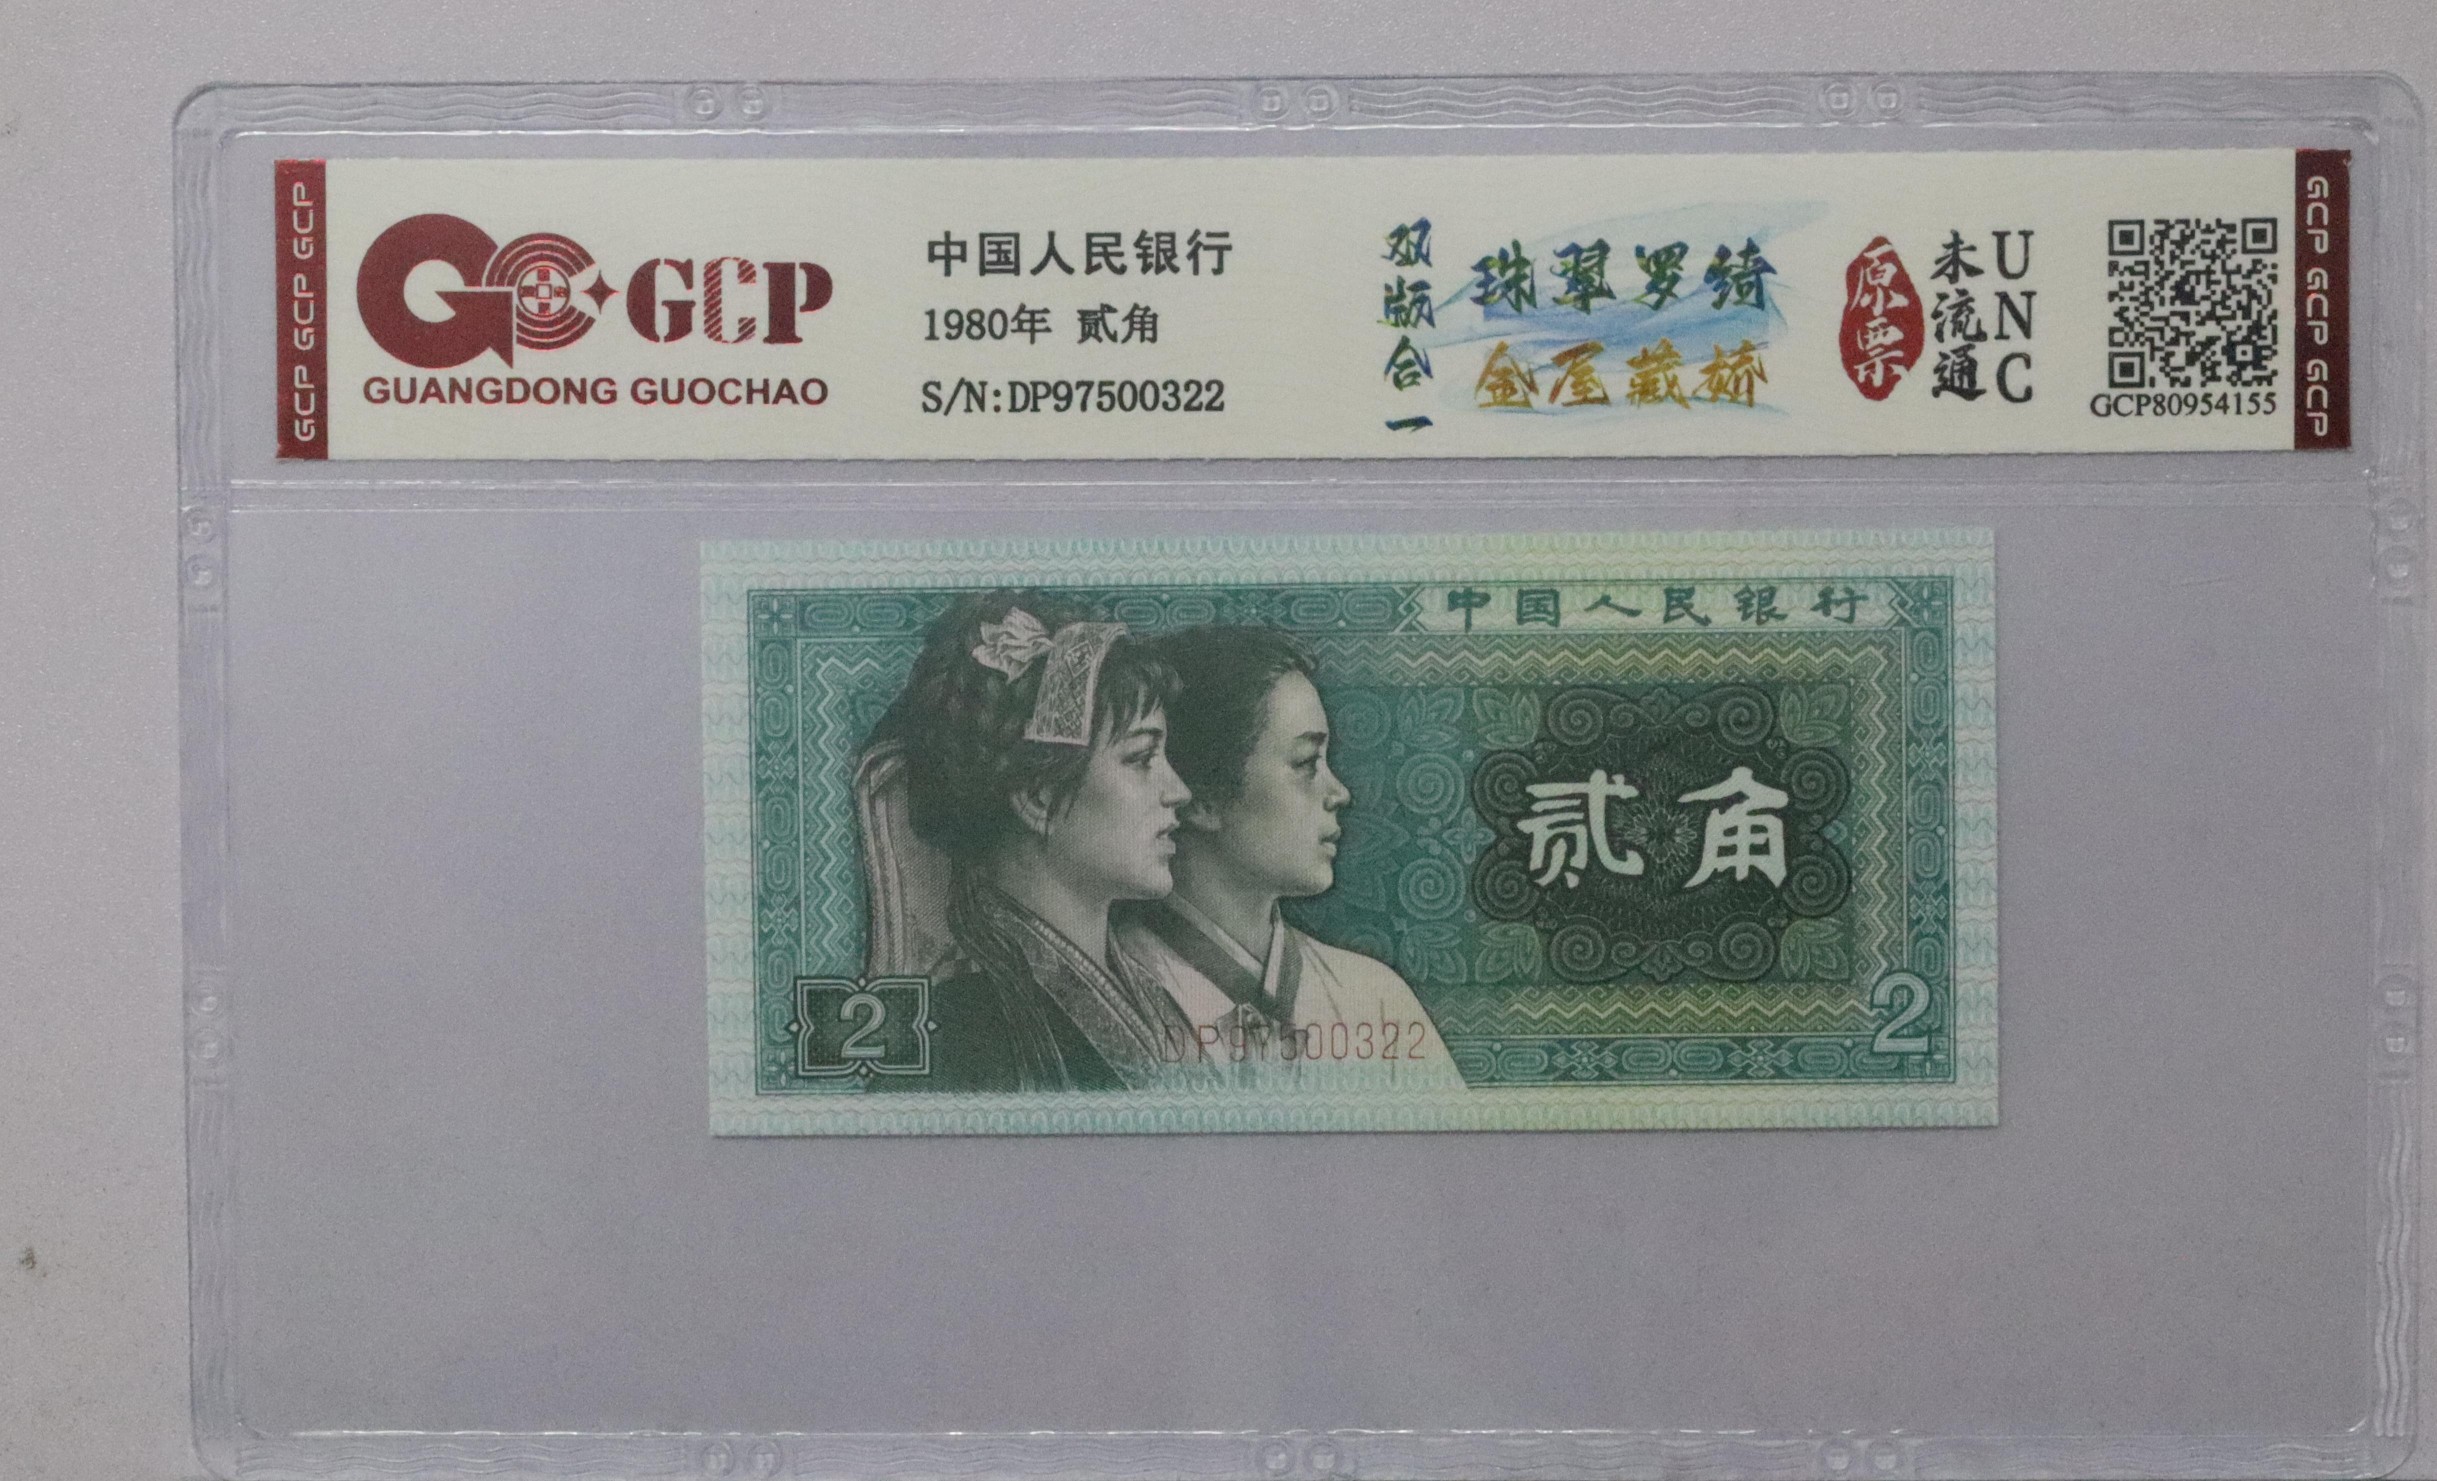 GCP GCP GCP
GCP
GUANGDONG GUOCHAO
中国人民银行
1980年 贰角
S/N:DP97500322
双版合一
珠翠罗绮
金屋藏娇
原票
未流通
UNC
GCP80954155
GCP GCP GCP
中国人民银行
贰角
2
DP97500322
2